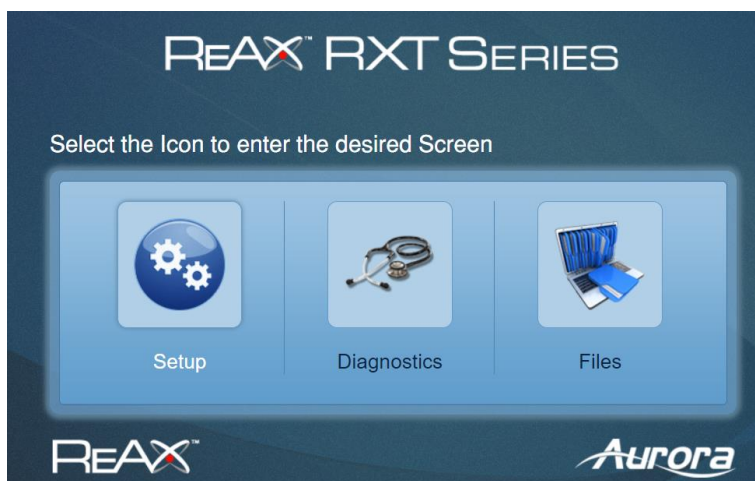 REAX™ RXT SERIES
Select the Icon to enter the desired Screen
Setup Diagnostics Files
REAX™ Aurora